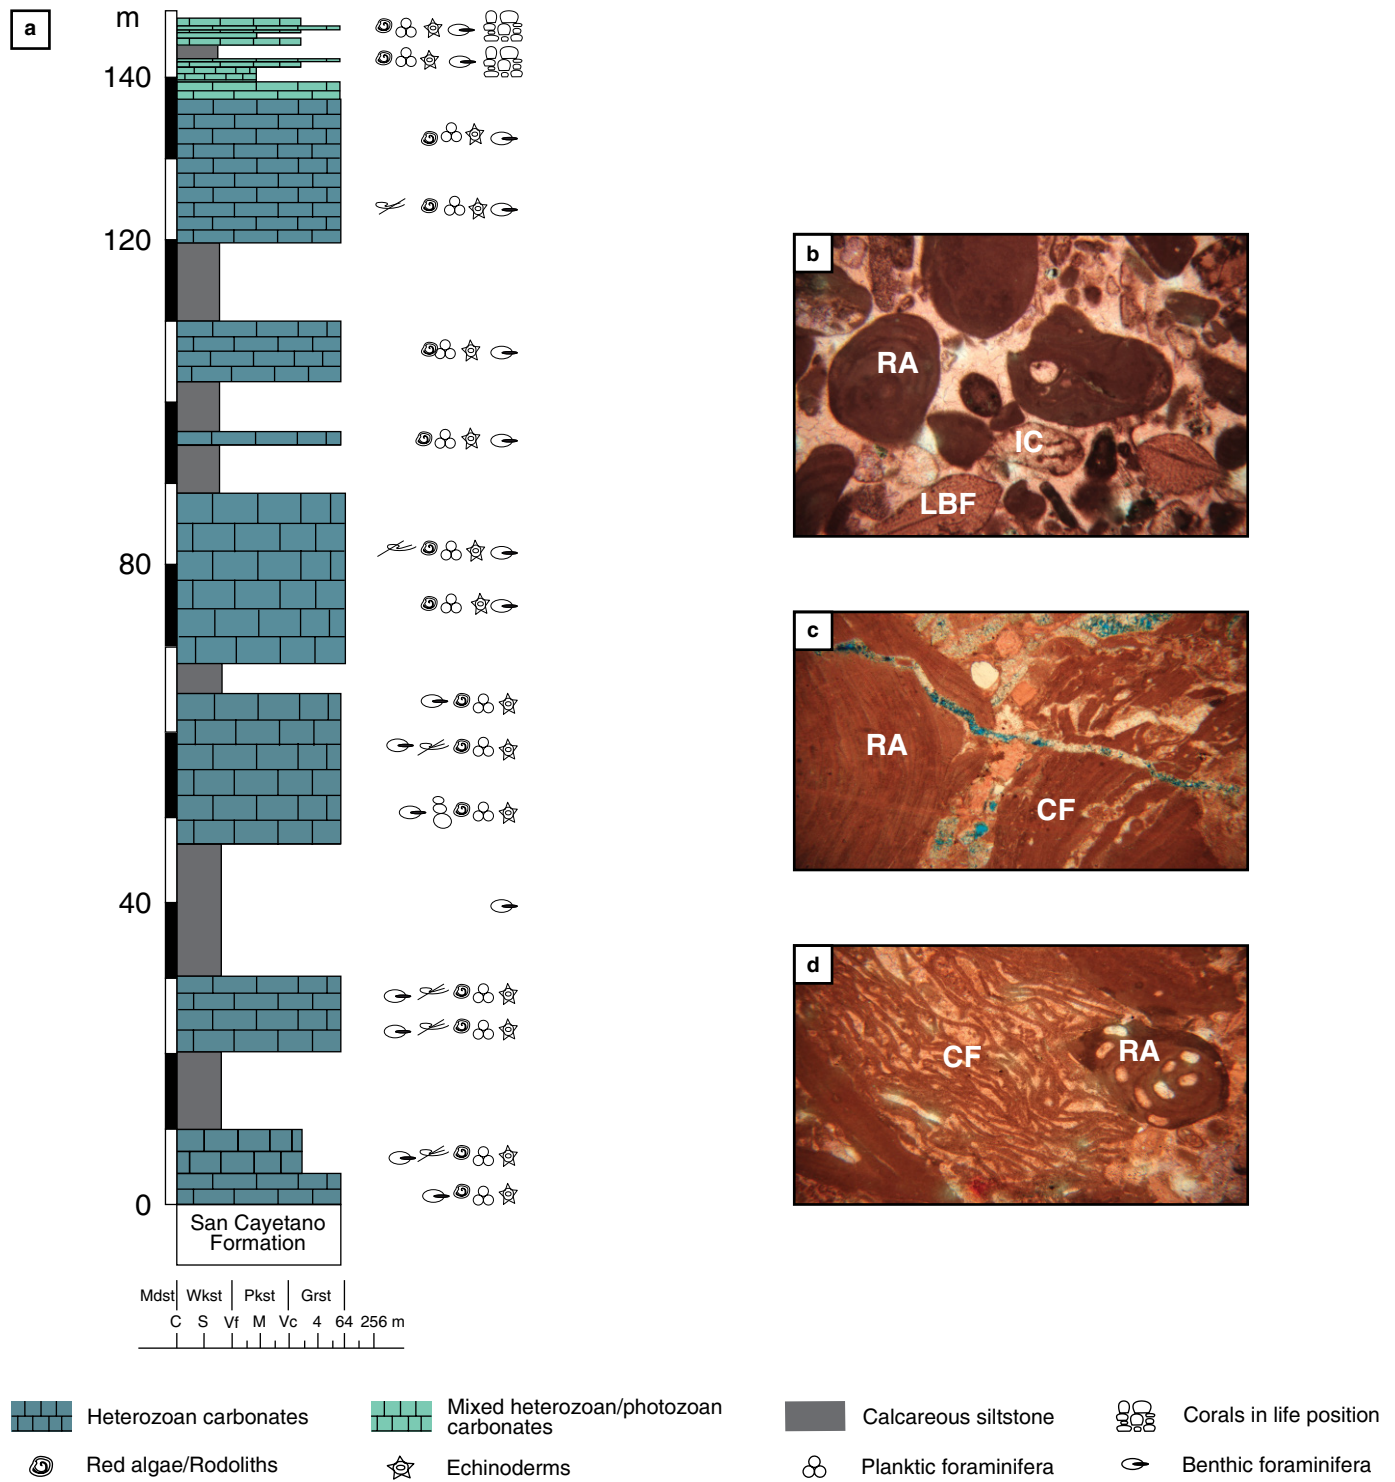 a
m
140
120
80
40
0
San Cayetano
Formation
Mdst Wkst Pkst Grst
C S Vf M Vc 4 64 256 m
b
RA
IC
LBF
c
RA
CF
d
CF
RA
Heterozoan carbonates
Mixed heterozoan/photozoan
carbonates
Calcareous siltstone
Corals in life position
Red algae/Rodoliths
Echinoderms
Planktic foraminifera
Benthic foraminifera